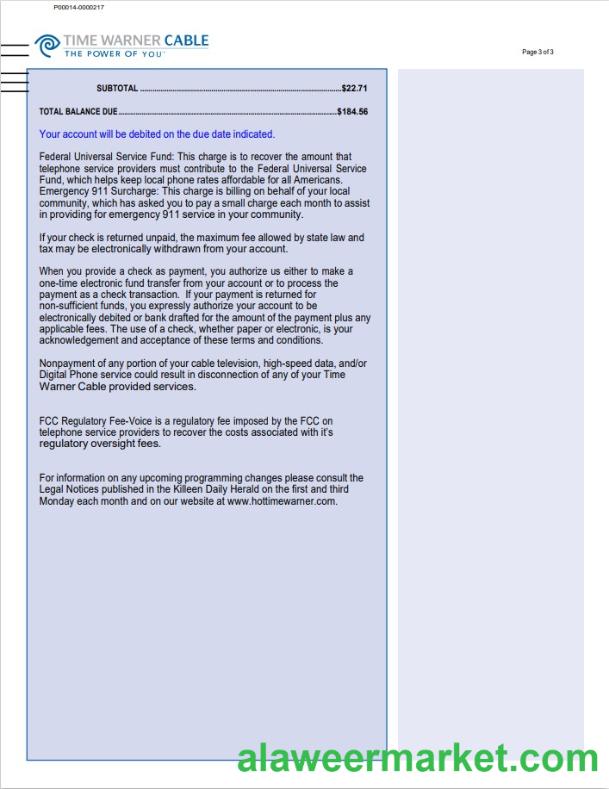 P00014-0000217
TIME WARNER CABLE
THE POWER OF YOU™
Page 3 of 3
SUBTOTAL ..........................................................................$22.71
TOTAL BALANCE DUE................................................................................$184.56
Your account will be debited on the due date indicated.
Federal Universal Service Fund: This charge is to recover the amount that
telephone service providers must contribute to the Federal Universal Service
Fund, which helps keep local phone rates affordable for all Americans.
Emergency 911 Surcharge: This charge is billing on behalf of your local
community, which has asked you to pay a small charge each month to assist
in providing for emergency 911 service in your community.
If your check is returned unpaid, the maximum fee allowed by state law and
tax may be electronically withdrawn from your account.
When you provide a check as payment, you authorize us either to make a
one-time electronic fund transfer from your account or to process the
payment as a check transaction. If your payment is returned for
non-sufficient funds, you expressly authorize your account to be
electronically debited or bank drafted for the amount of the payment plus any
applicable fees. The use of a check, whether paper or electronic, is your
acknowledgement and acceptance of these terms and conditions.
Nonpayment of any portion of your cable television, high-speed data, and/or
Digital Phone service could result in disconnection of any of your Time
Warner Cable provided services.
FCC Regulatory Fee-Voice is a regulatory fee imposed by the FCC on
telephone service providers to recover the costs associated with it's
regulatory oversight fees.
For information on any upcoming programming changes please consult the
Legal Notices published in the Killeen Daily Herald on the first and third
Monday each month and on our website at www.hottimewarner.com.
alaweermarket.com